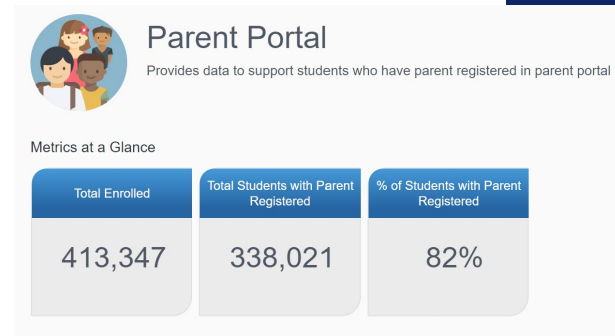 Parent Portal
Provides data to support students who have parent registered in parent portal
Metrics at a Glance
Total Enrolled
413,347
Total Students with Parent
Registered
338,021
% of Students with Parent
Registered
82%